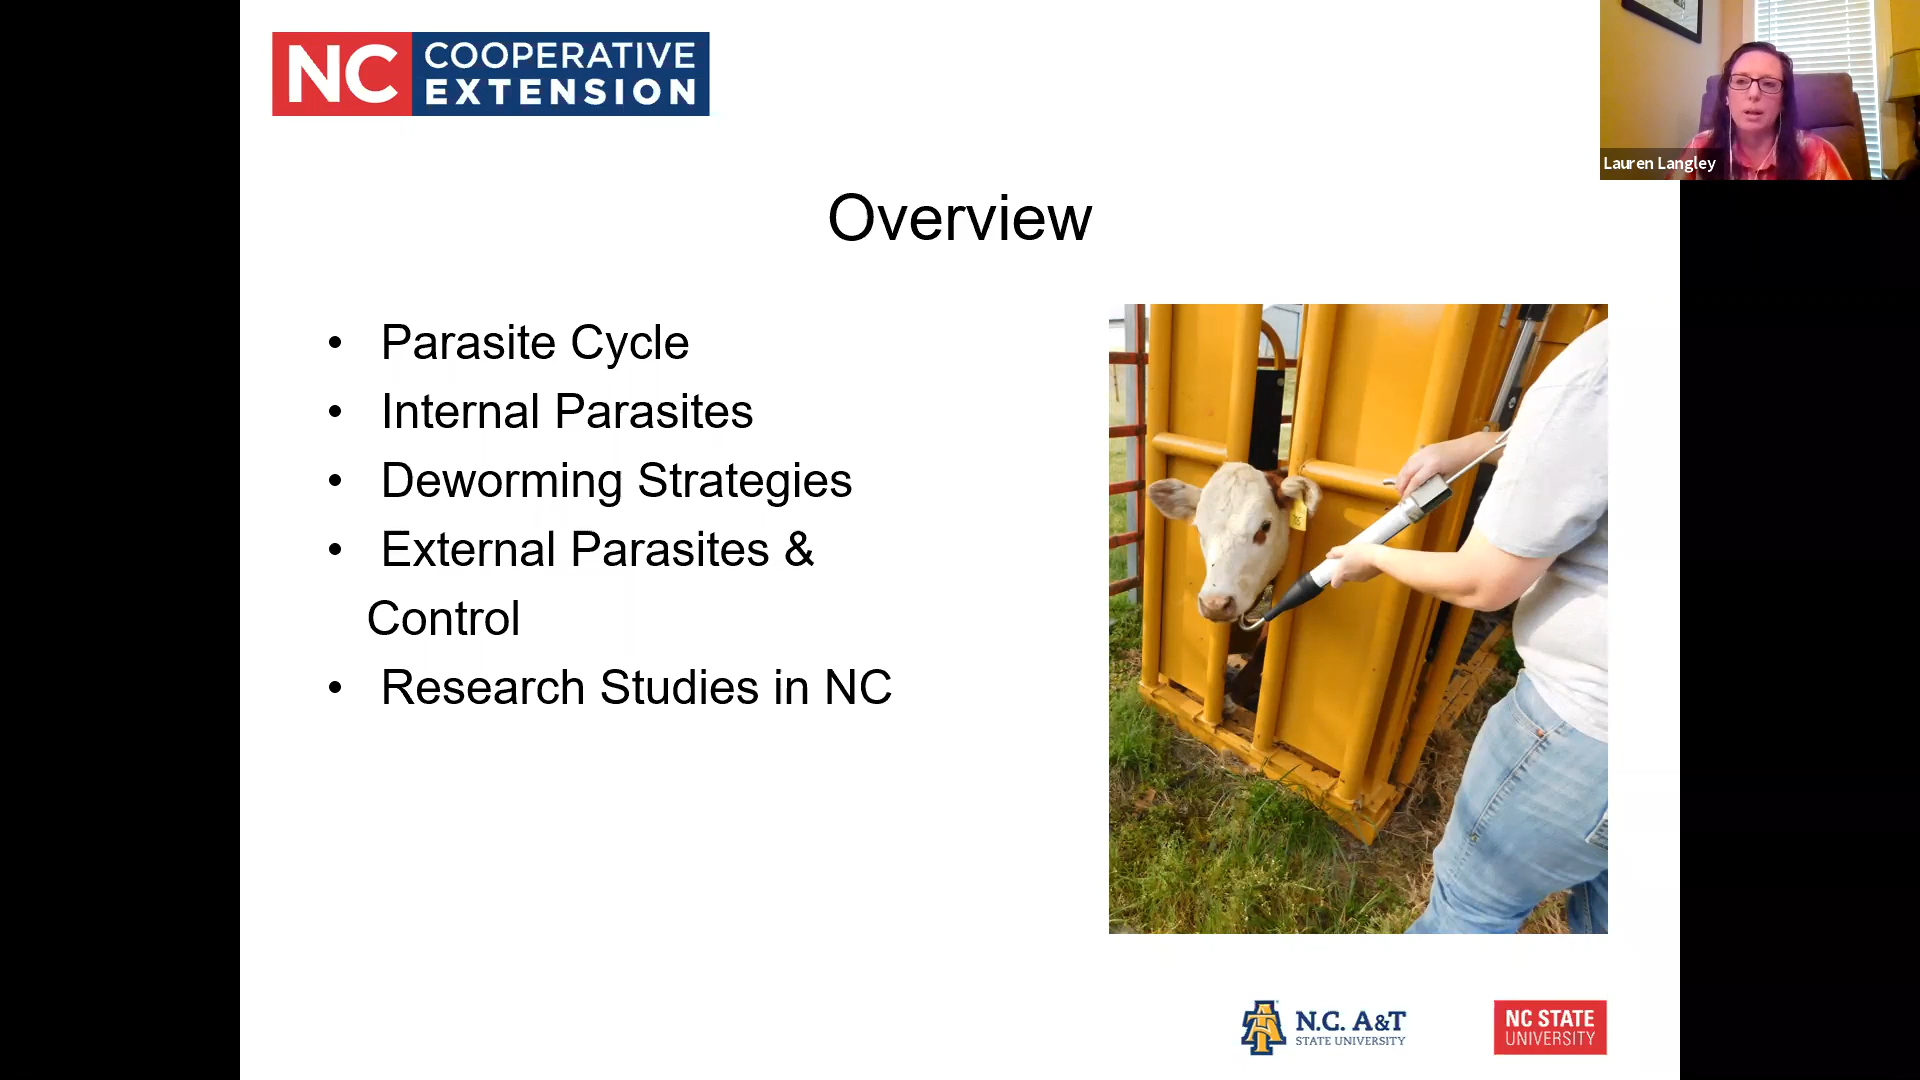 NC COOPERATIVE
EXTENSION
Lauren Langley
Overview
• Parasite Cycle
• Internal Parasites
• Deworming Strategies
• External Parasites &
Control
• Research Studies in NC
N.C. A&T
STATE UNIVERSITY
NC STATE
UNIVERSITY